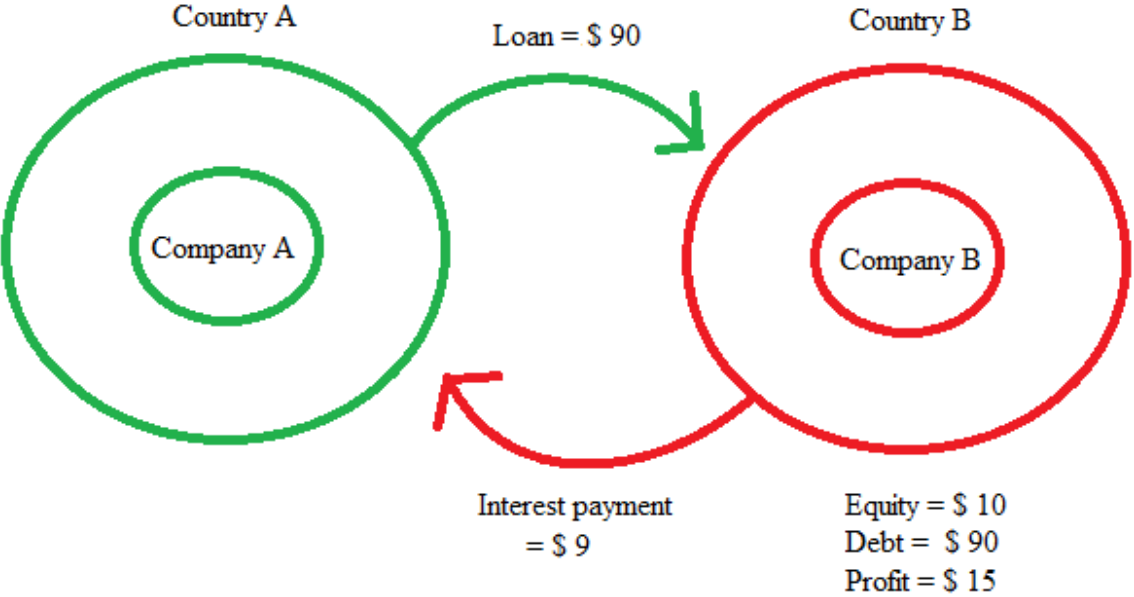 Country A
Loan = $ 90
Country B
Company A
Company B
Interest payment
= $ 9
Equity = $ 10
Debt = $ 90
Profit = $ 15